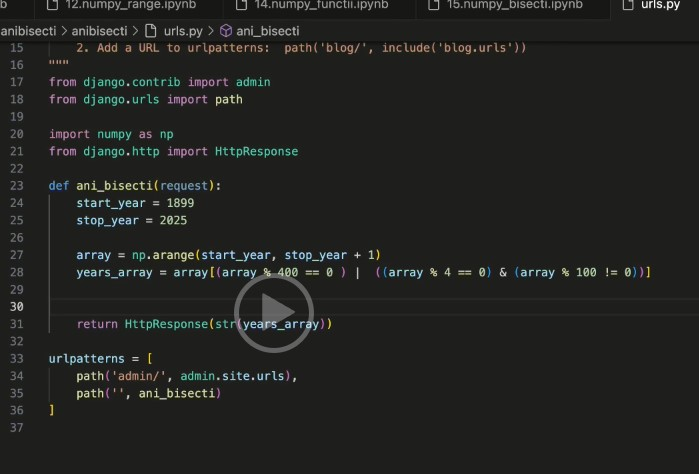 b
12.numpy_range.ipynb
14.numpy_functii.ipynb
15.numpy_bisecti.ipynb
urls.py
anibisecti > anibisecti > urls.py > ani_bisecti
15 2. Add a URL to urlpatterns:  path('blog/', include('blog.urls'))
16 """
17 from django.contrib import admin
18 from django.urls import path
19
20 import numpy as np
21 from django.http import HttpResponse
22
23 def ani_bisecti(request):
24     start_year = 1899
25     stop_year = 2025
26
27     array = np.arange(start_year, stop_year + 1)
28     years_array = array[(array % 400 == 0 ) |  ((array % 4 == 0) & (array % 100 != 0))]
29
30
31     return HttpResponse(str(years_array))
32
33 urlpatterns = [
34     path('admin/', admin.site.urls),
35     path('', ani_bisecti)
36 ]
37